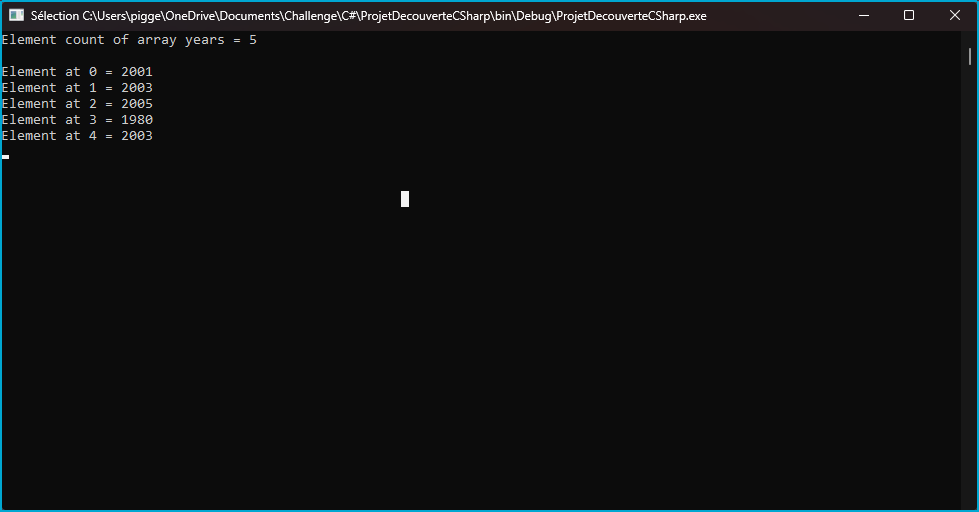 Sélection C:\Users\pigge\OneDrive\Documents\Challenge\C#\ProjetDecouverteCSharp\bin\Debug\ProjetDecouverteCSharp.exe
Element count of array years = 5
Element at 0 = 2001
Element at 1 = 2003
Element at 2 = 2005
Element at 3 = 1980
Element at 4 = 2003